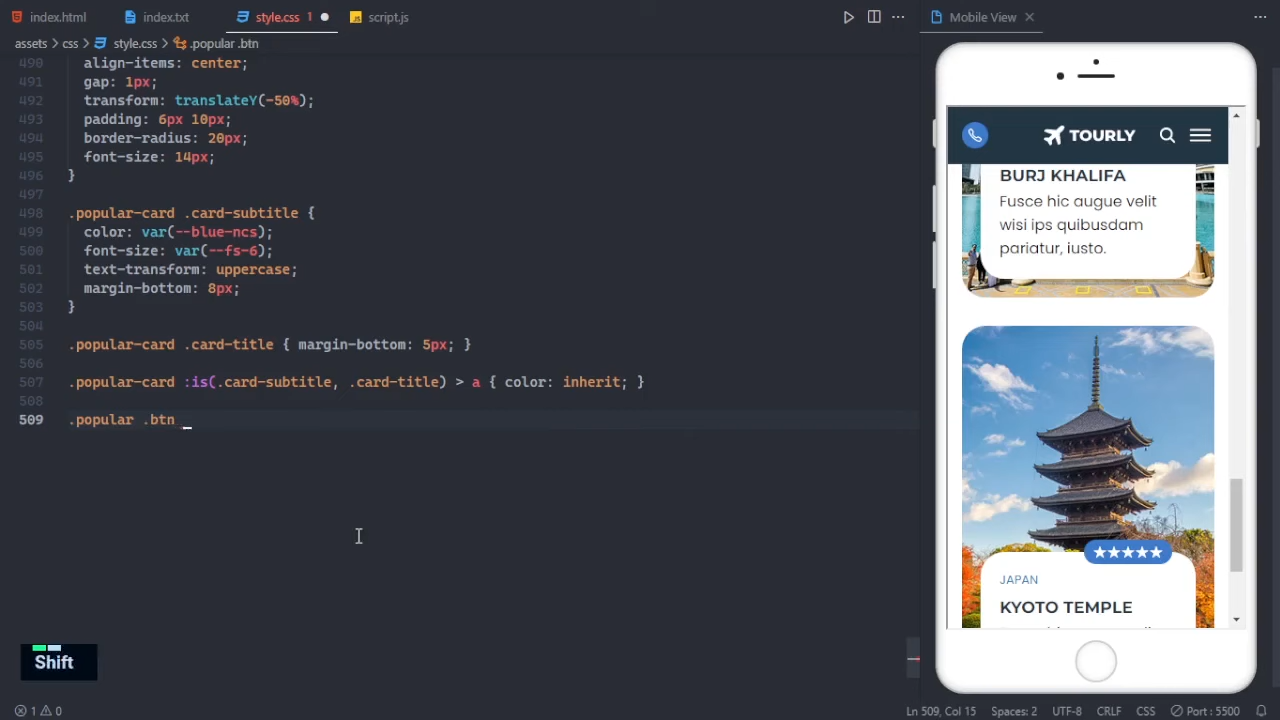 index.html
index.txt
style.css 1
script.js
Mobile View
assets > css > style.css > .popular .btn
490 align-items: center;
491 gap: 1px;
492 transform: translateY(-50%);
493 padding: 6px 10px;
494 border-radius: 20px;
495 font-size: 14px;
496 }
497
498 .popular-card .card-subtitle {
499 color: var(--blue-ncs);
500 font-size: var(--fs-6);
501 text-transform: uppercase;
502 margin-bottom: 8px;
503 }
504
505 .popular-card .card-title { margin-bottom: 5px; }
506
507 .popular-card :is(.card-subtitle, .card-title) > a { color: inherit; }
508
509 .popular .btn
TOURLY
BURJ KHALIFA
Fusce hic augue velit
wisi ips quibusdam
pariatur, iusto.
JAPAN
KYOTO TEMPLE
Shift
1 0
Ln 509, Col 15
Spaces: 2
UTF-8
CRLF
CSS
Port : 5500